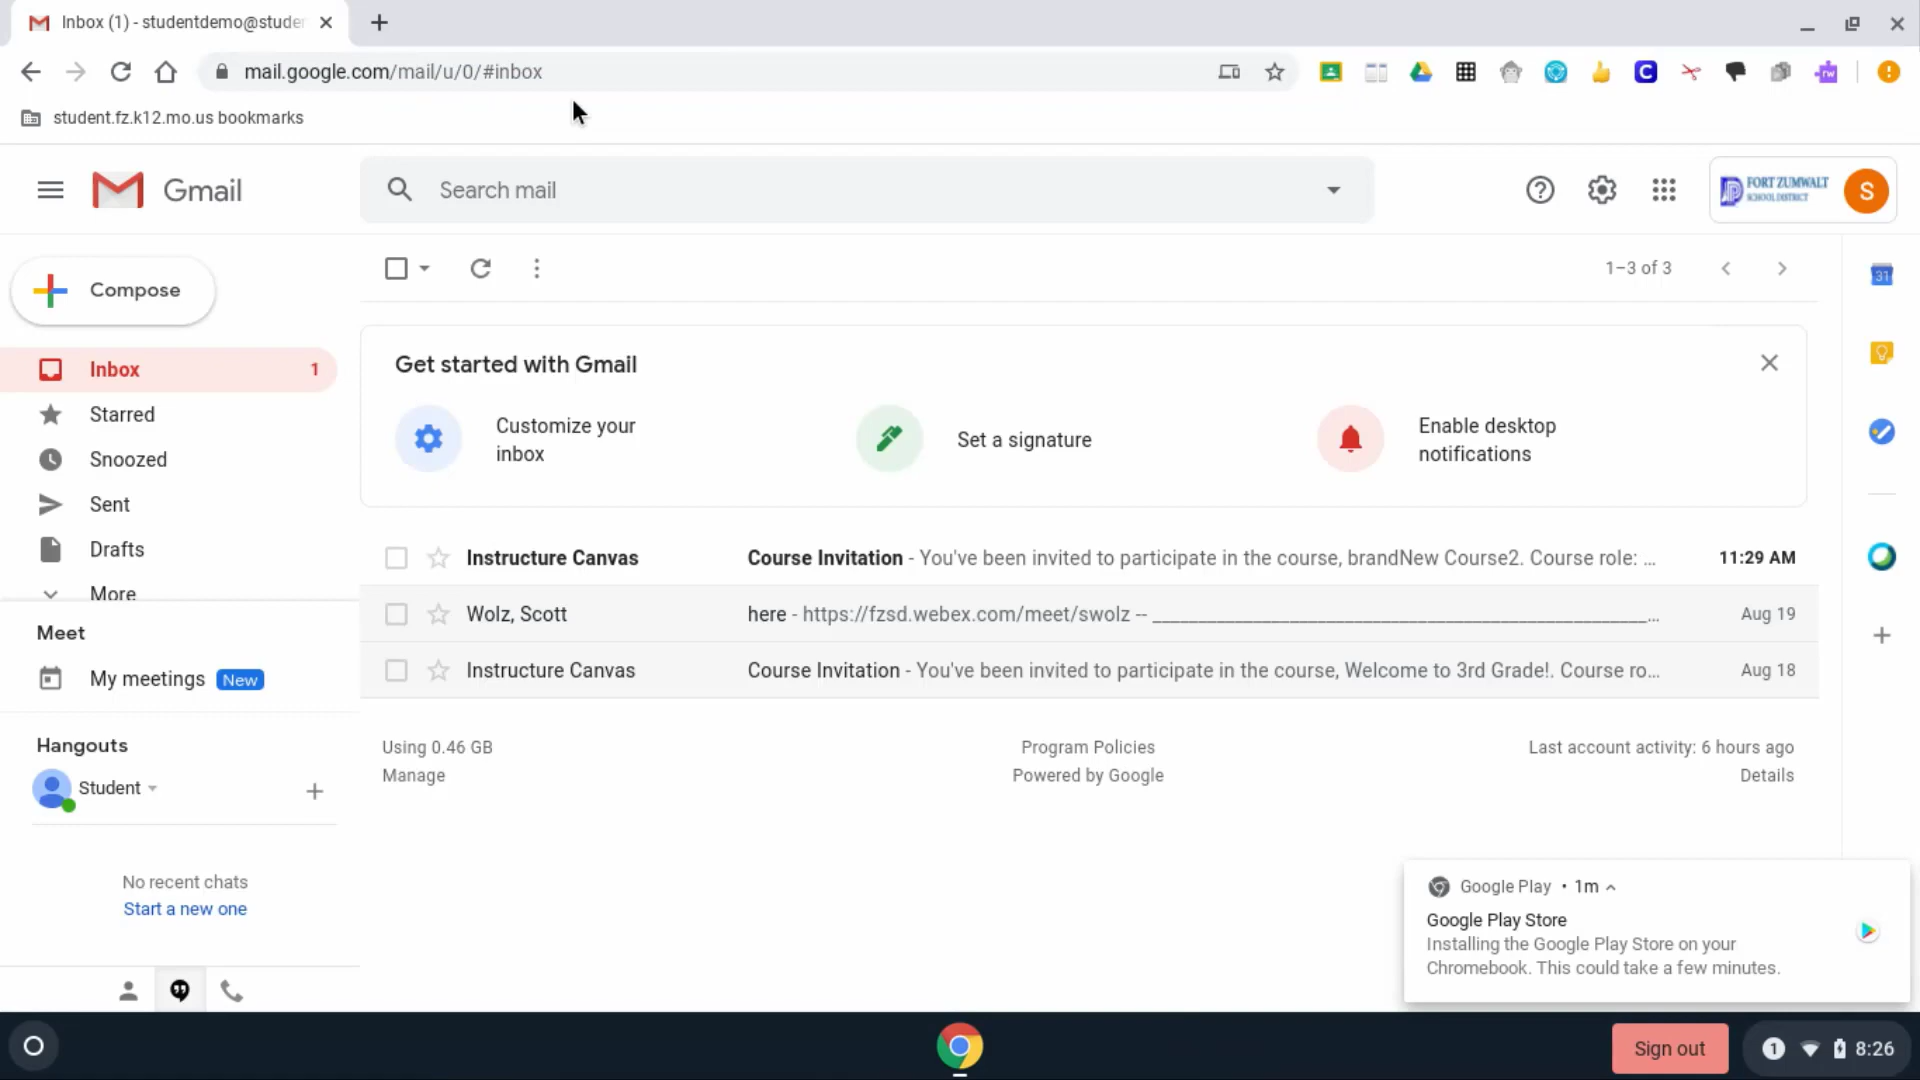 Inbox (1) - studentdemo@studen
mail.google.com/mail/u/0/#inbox
student.fz.k12.mo.us bookmarks
Gmail
Search mail
FORT ZUMWALT
SCHOOL DISTRICT
S
Compose
1–3 of 3
31
Get started with Gmail
Customize your
inbox
Set a signature
Enable desktop
notifications
Inbox 1
Starred
Snoozed
Sent
Drafts
More
Instructure Canvas Course Invitation - You've been invited to participate in the course, brandNew Course2. Course role: ... 11:29 AM
Wolz, Scott here - https://fzsd.webex.com/meet/swolz -- ... Aug 19
Instructure Canvas Course Invitation - You've been invited to participate in the course, Welcome to 3rd Grade!. Course ro... Aug 18
Meet
My meetings New
Hangouts
Student
No recent chats
Start a new one
Using 0.46 GB
Manage
Program Policies
Powered by Google
Last account activity: 6 hours ago
Details
Google Play • 1m
Google Play Store
Installing the Google Play Store on your
Chromebook. This could take a few minutes.
Sign out
1 8:26